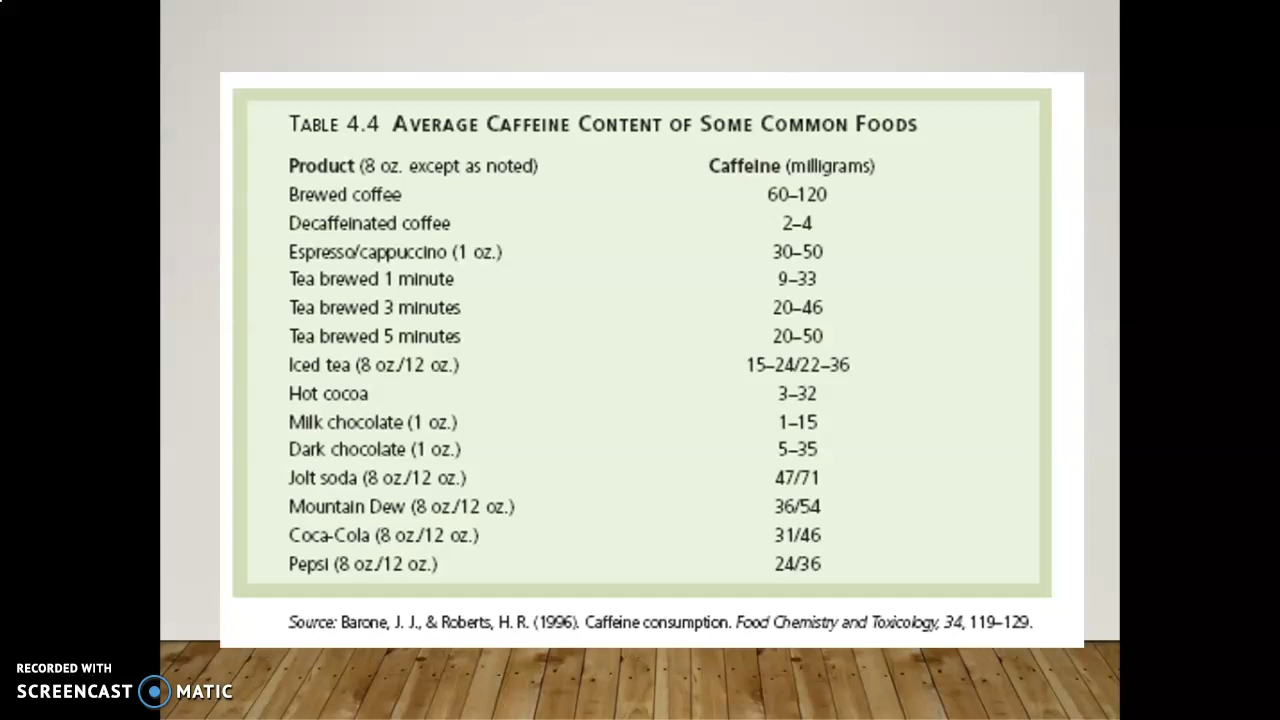 TABLE 4.4 AVERAGE CAFFEINE CONTENT OF SOME COMMON FOODS
Product (8 oz. except as noted) Caffeine (milligrams)
Brewed coffee 60–120
Decaffeinated coffee 2–4
Espresso/cappuccino (1 oz.) 30–50
Tea brewed 1 minute 9–33
Tea brewed 3 minutes 20–46
Tea brewed 5 minutes 20–50
Iced tea (8 oz./12 oz.) 15–24/22–36
Hot cocoa 3–32
Milk chocolate (1 oz.) 1–15
Dark chocolate (1 oz.) 5–35
Jolt soda (8 oz./12 oz.) 47/71
Mountain Dew (8 oz./12 oz.) 36/54
Coca-Cola (8 oz./12 oz.) 31/46
Pepsi (8 oz./12 oz.) 24/36
Source: Barone, J. J., & Roberts, H. R. (1996). Caffeine consumption. Food Chemistry and Toxicology, 34, 119–129.
RECORDED WITH
SCREENCAST MATIC